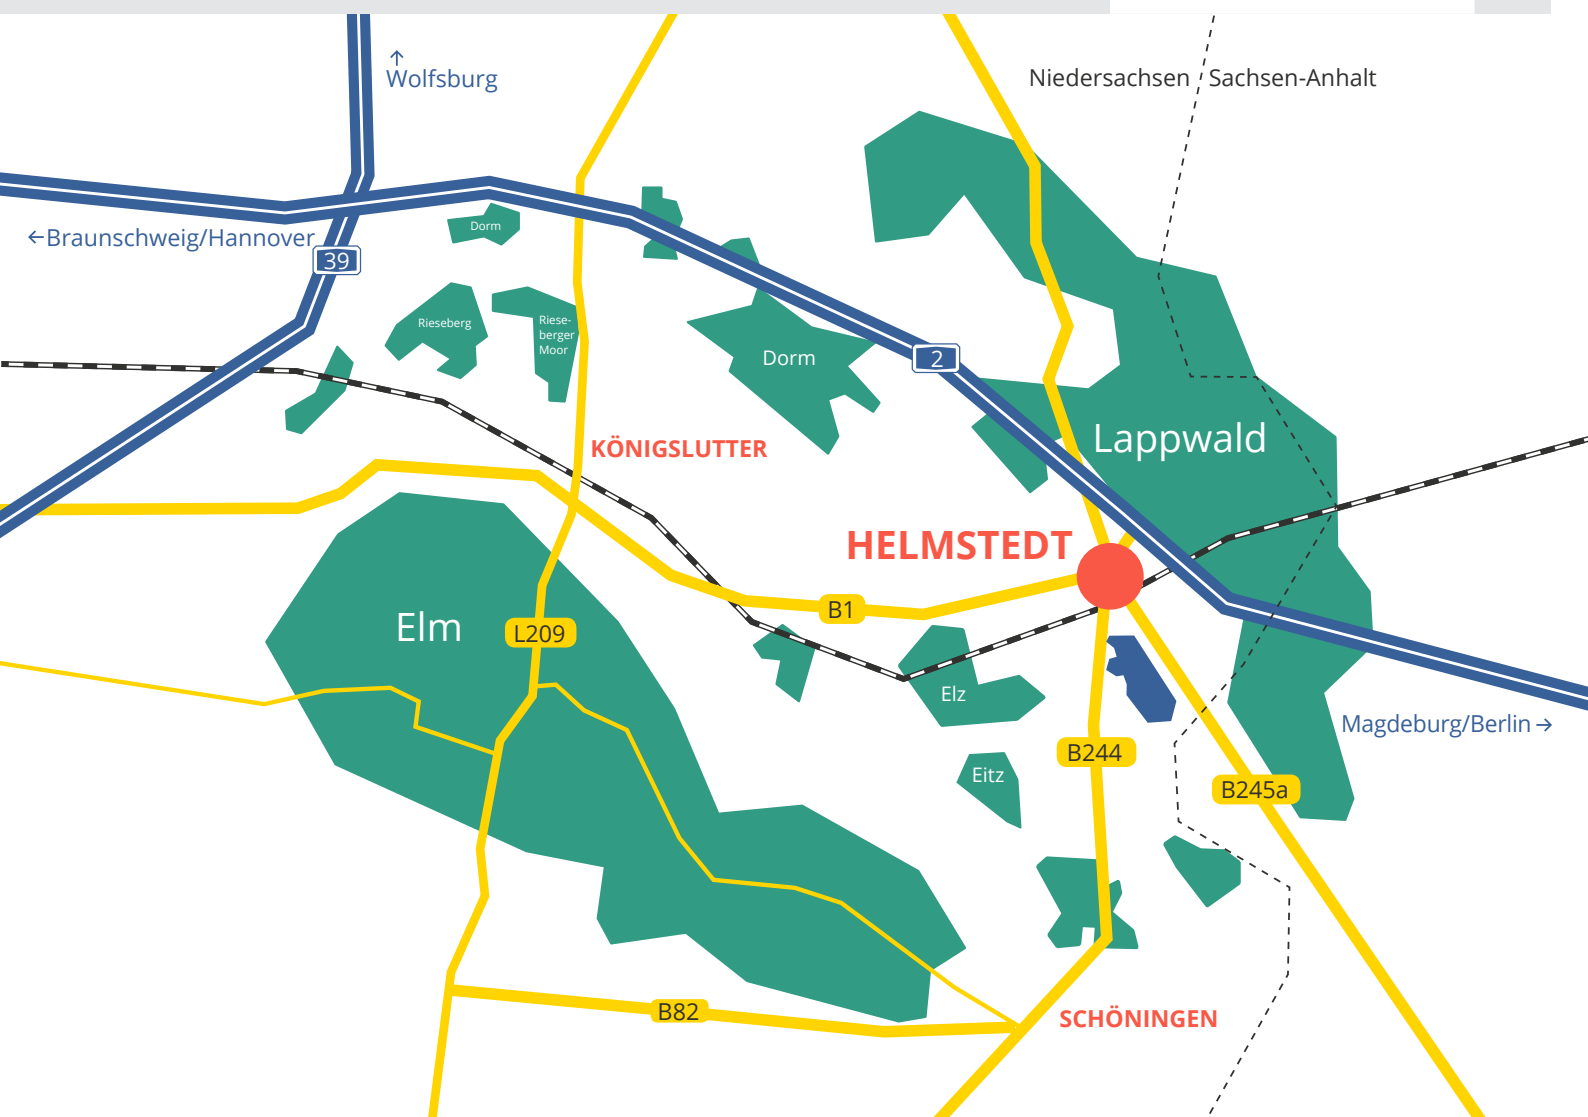 ↑
Wolfsburg
Niedersachsen
Sachsen-Anhalt
←Braunschweig/Hannover
39
Dorm
Rieseberg
Riese-
berger
Moor
Dorm
2
KÖNIGSLUTTER
Lappwald
HELMSTEDT
B1
Elm
L209
Elz
Magdeburg/Berlin→
B244
Eitz
B245a
B82
SCHÖNINGEN